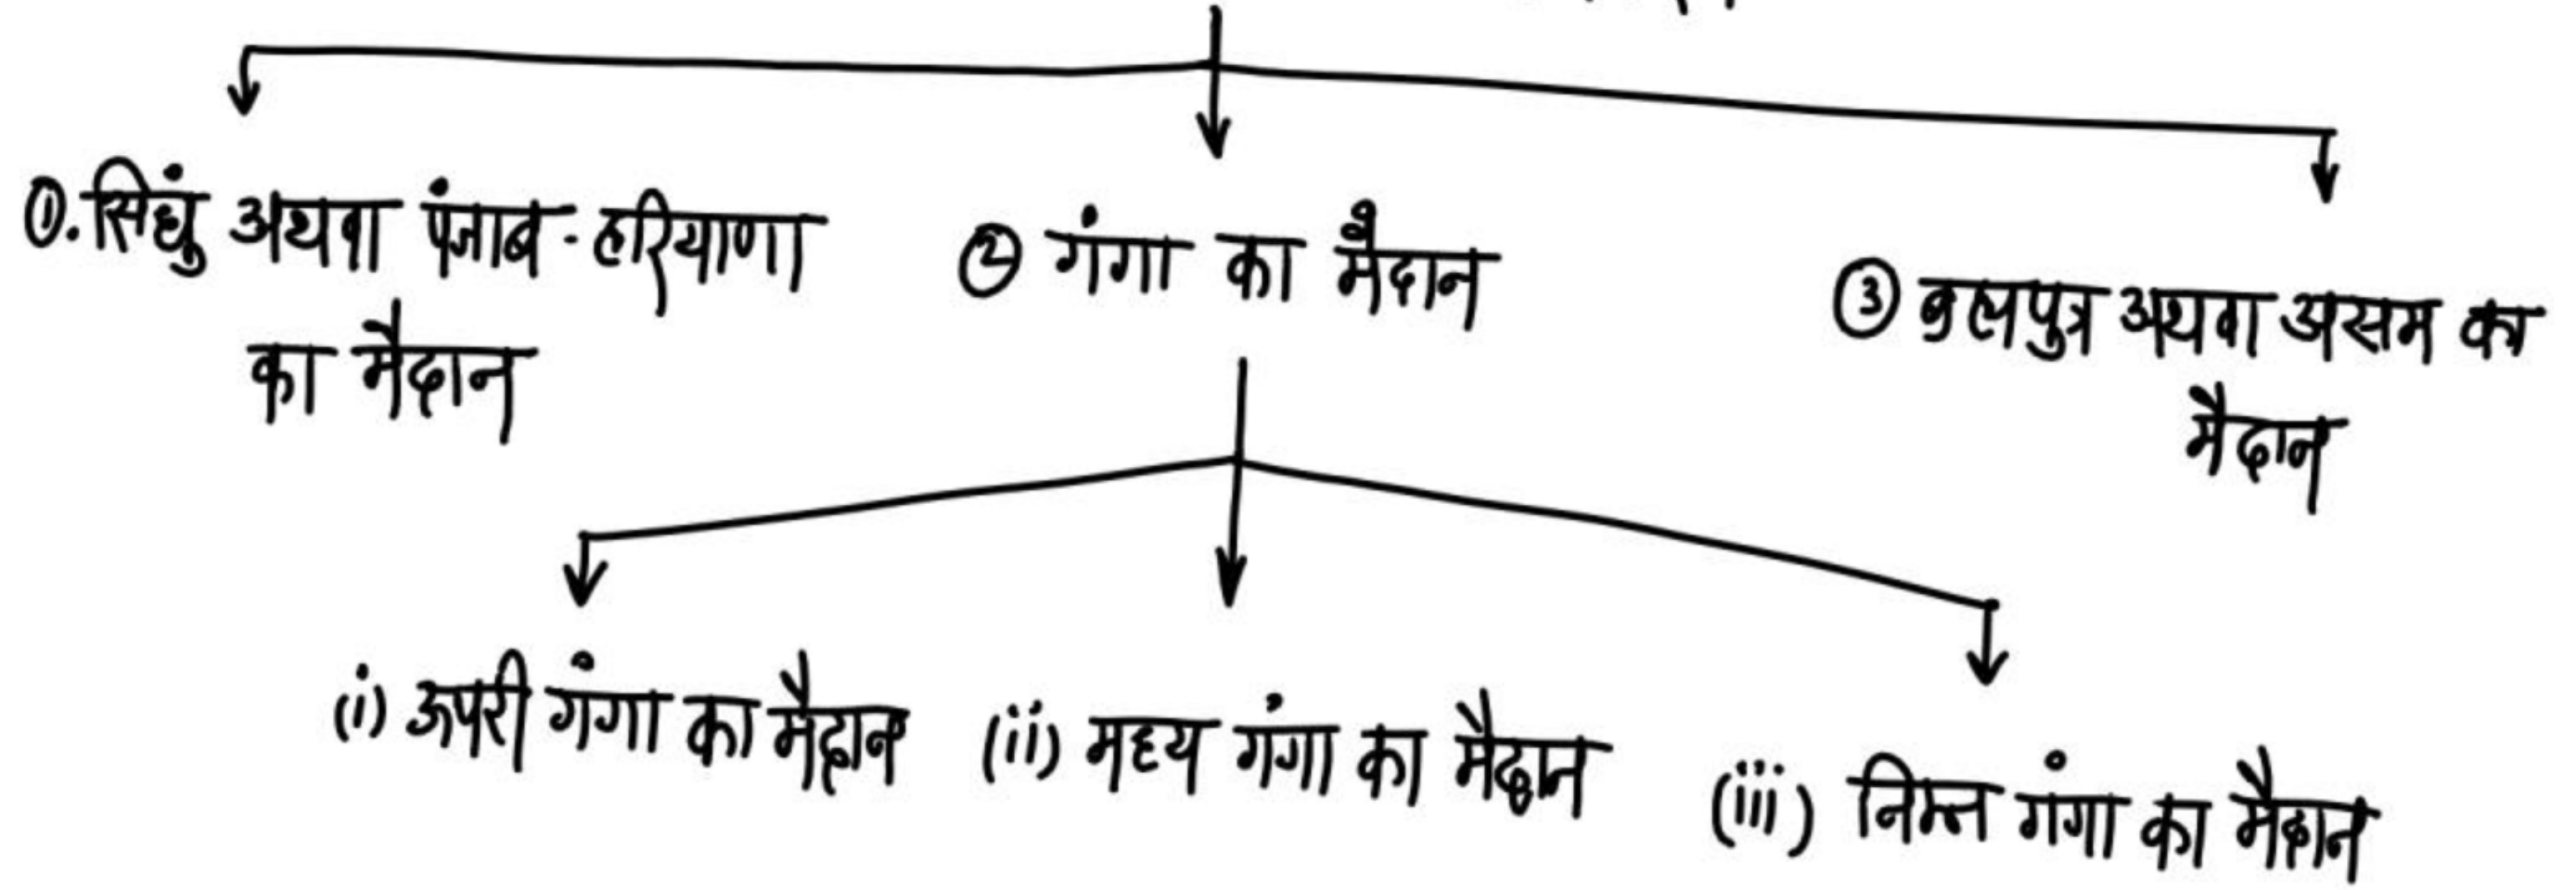 ①. सिंधु अथवा पंजाब-हरियाणा
का मैदान
② गंगा का मैदान
③ ब्रह्मपुत्र अथवा असम का
मैदान
(i) ऊपरी गंगा का मैदान
(ii) मध्य गंगा का मैदान
(iii) निम्न गंगा का मैदान